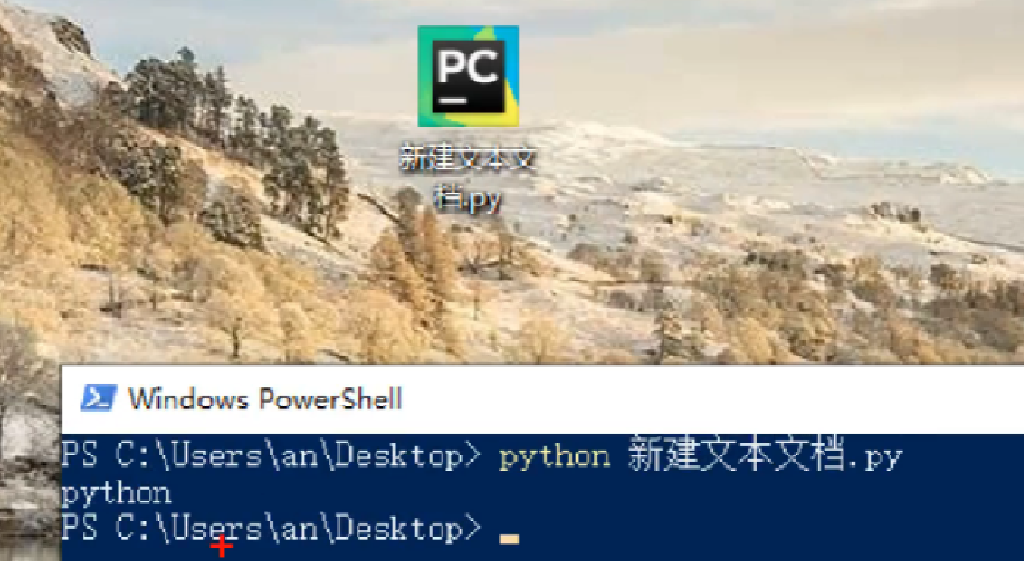 PC
新建文本文
档.py
Windows PowerShell
PS C:\Users\an\Desktop> python 新建文本文档.py
python
PS C:\Users\an\Desktop>